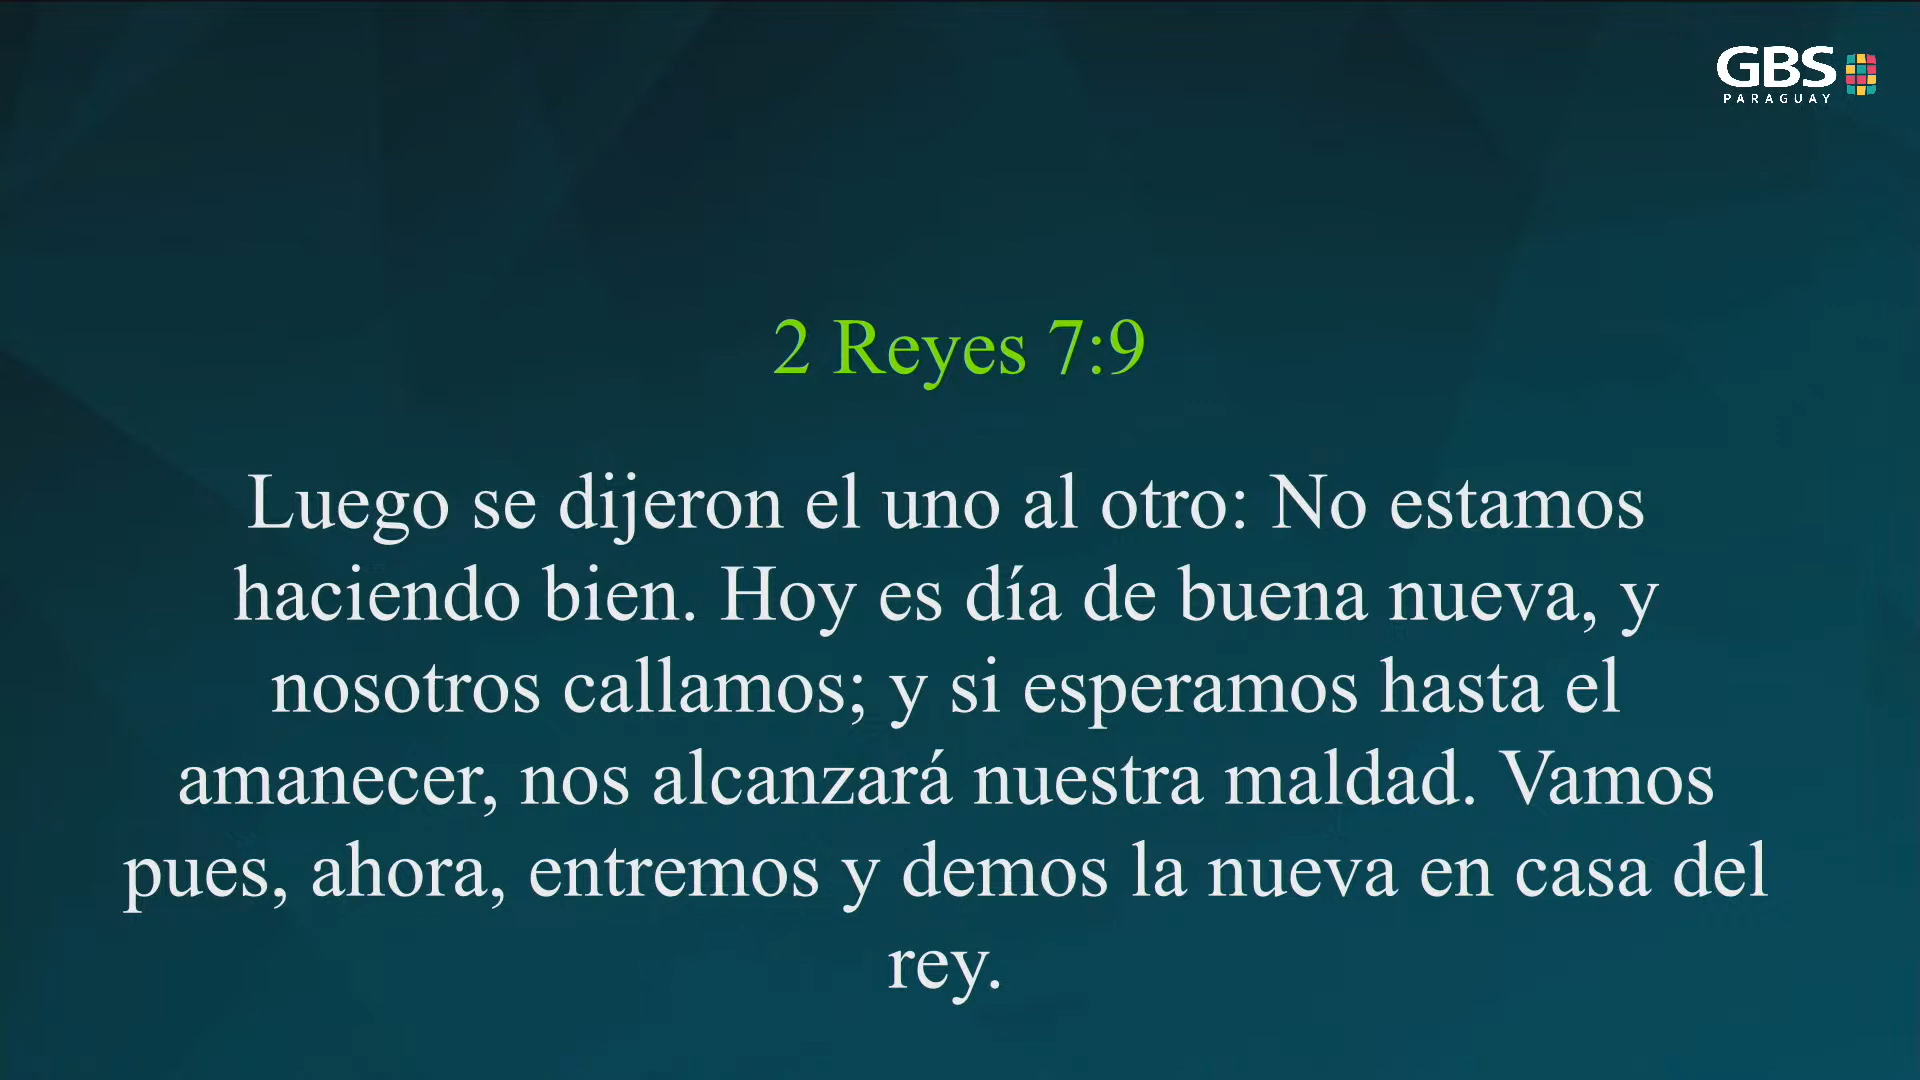 GBS
PARAGUAY
2 Reyes 7:9
Luego se dijeron el uno al otro: No estamos
haciendo bien. Hoy es día de buena nueva, y
nosotros callamos; y si esperamos hasta el
amanecer, nos alcanzará nuestra maldad. Vamos
pues, ahora, entremos y demos la nueva en casa del
rey.